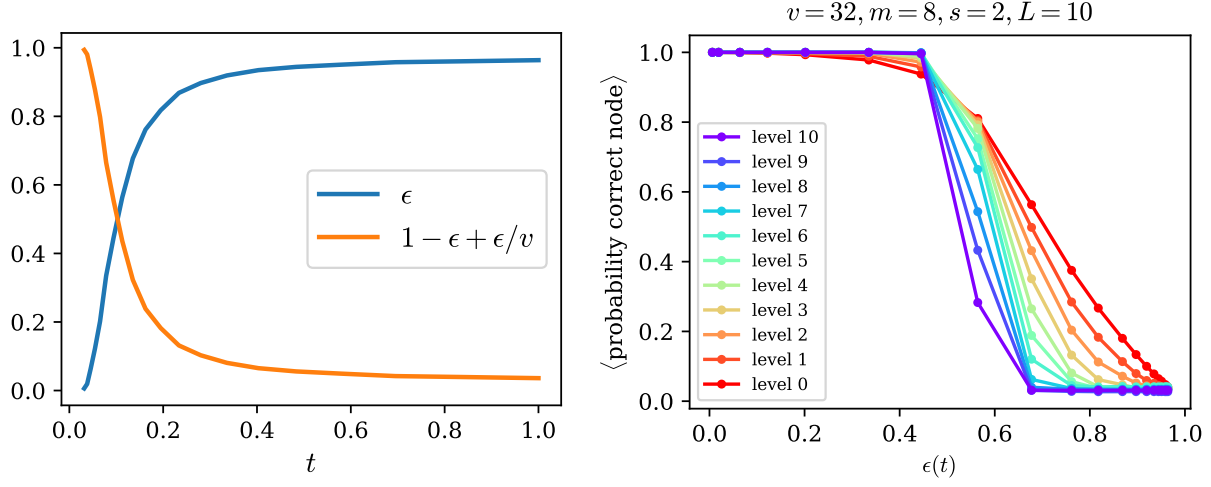 1.0
0.8
0.6
0.4
0.2
0.0
0.0 0.2 0.4 0.6 0.8 1.0
t
ϵ
1 − ϵ + ϵ/v
v = 32, m = 8, s = 2, L = 10
⟨probability correct node⟩
1.0
0.8
0.6
0.4
0.2
0.0
level 10
level 9
level 8
level 7
level 6
level 5
level 4
level 3
level 2
level 1
level 0
0.0 0.2 0.4 0.6 0.8 1.0
ϵ(t)